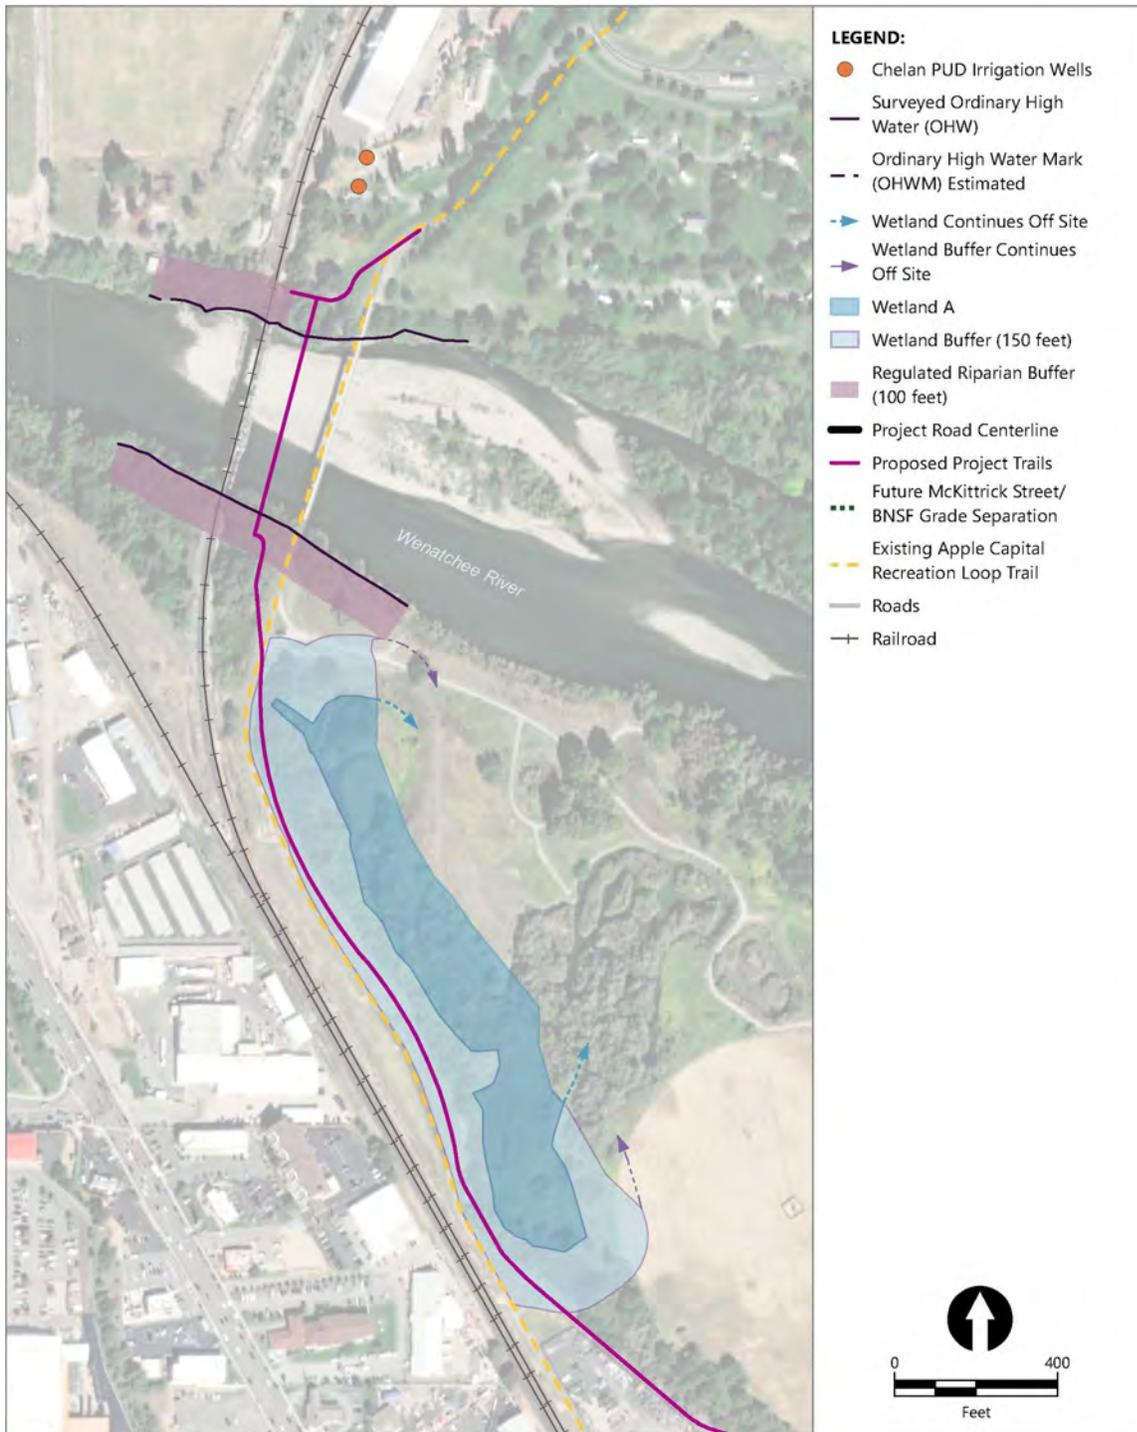 LEGEND:
Chelan PUD Irrigation Wells
Surveyed Ordinary High
Water (OHW)
Ordinary High Water Mark
(OHWM) Estimated
Wetland Continues Off Site
Wetland Buffer Continues
Off Site
Wetland A
Wetland Buffer (150 feet)
Regulated Riparian Buffer
(100 feet)
Project Road Centerline
Proposed Project Trails
Future McKittrick Street/
BNSF Grade Separation
Existing Apple Capital
Recreation Loop Trail
Roads
Railroad
Wenatchee River
0 400
Feet